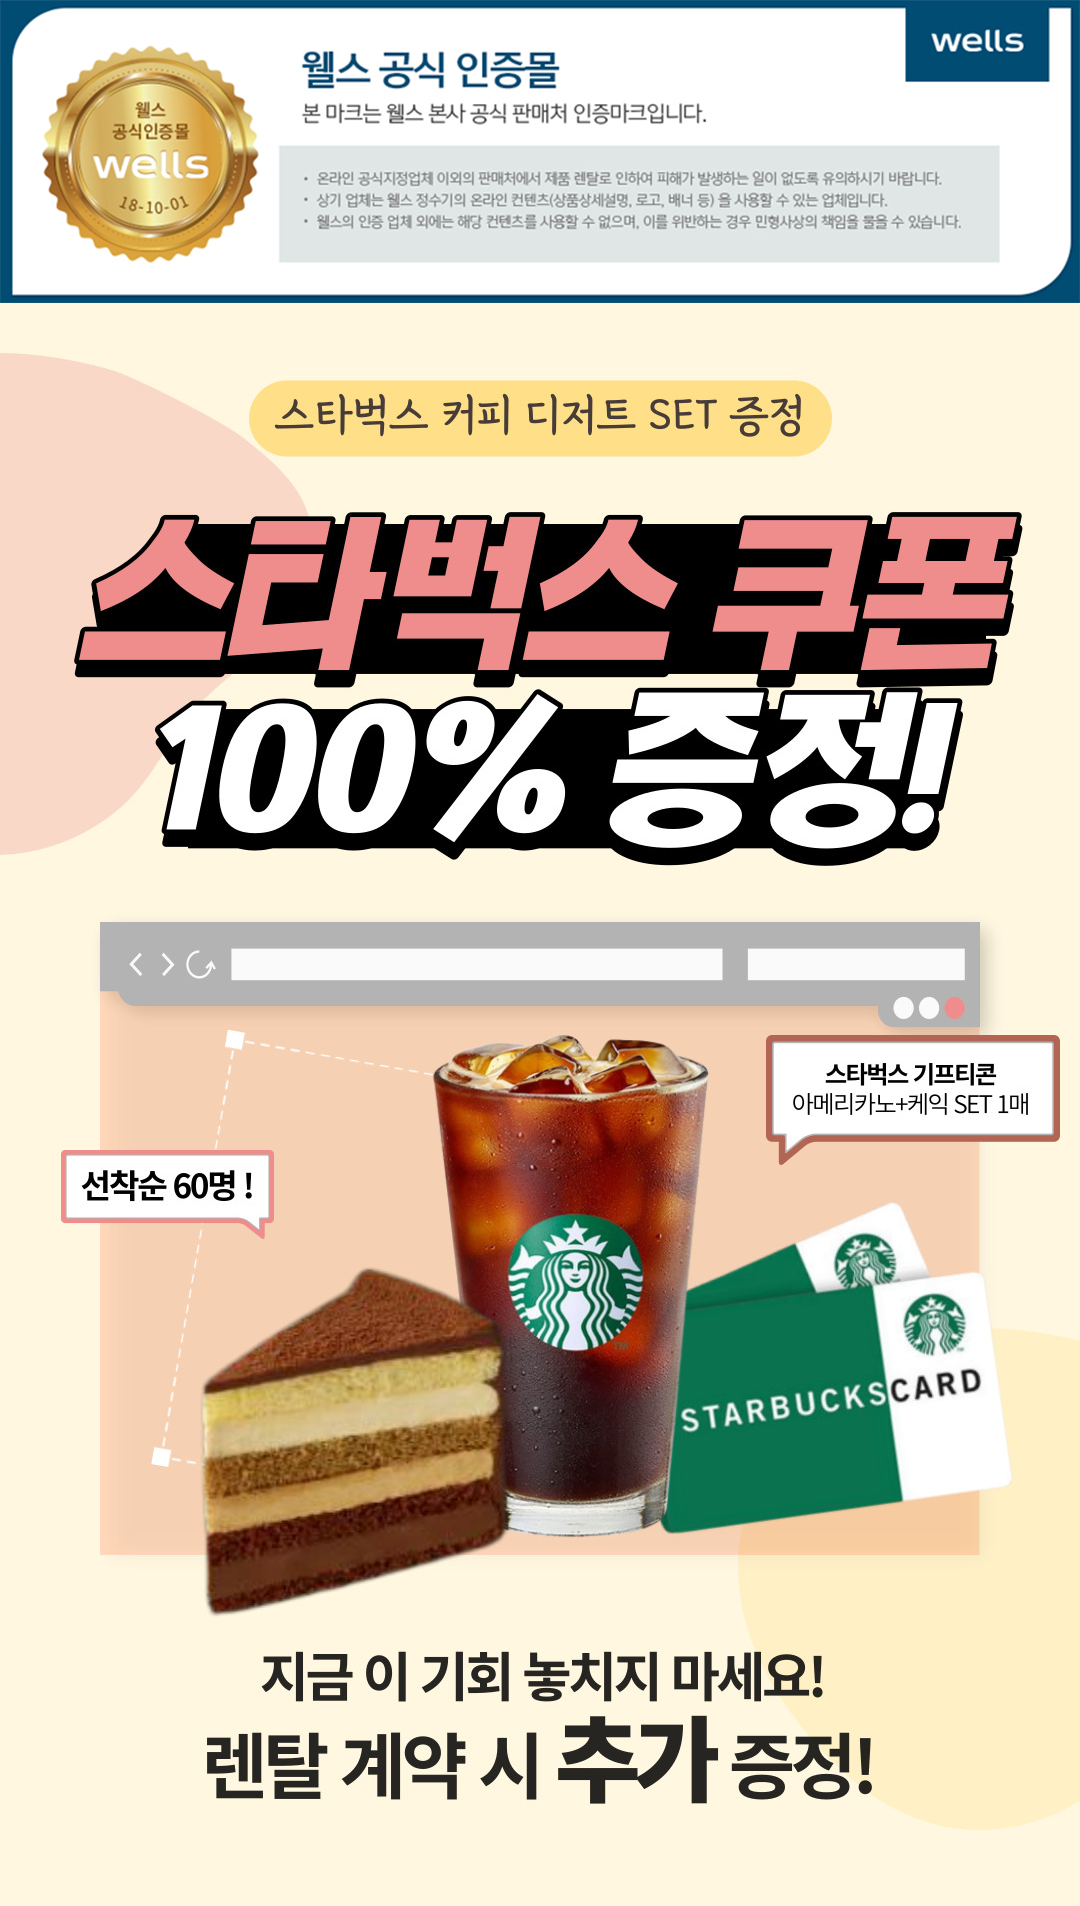 wells
웰스
공식인증몰
wells
18-10-01
웰스 공식 인증몰
본 마크는 웰스 본사 공식 판매처 인증마크입니다.
· 온라인 공식지정업체 이외의 판매처에서 제품 렌탈로 인하여 피해가 발생하는 일이 없도록 유의하시기 바랍니다.
· 상기 업체는 웰스 정수기의 온라인 컨텐츠(상품상세설명, 로고, 배너 등) 을 사용할 수 있는 업체입니다.
· 웰스의 인증 업체 외에는 해당 컨텐츠를 사용할 수 없으며, 이를 위반하는 경우 민형사상의 책임을 물을 수 있습니다.
스타벅스 커피 디저트 SET 증정
스타벅스 쿠폰
100% 증정!
스타벅스 기프티콘
아메리카노+케익 SET 1매
선착순 60명 !
STARBUCKSCARD
지금 이 기회 놓치지 마세요!
렌탈 계약 시 추가 증정!